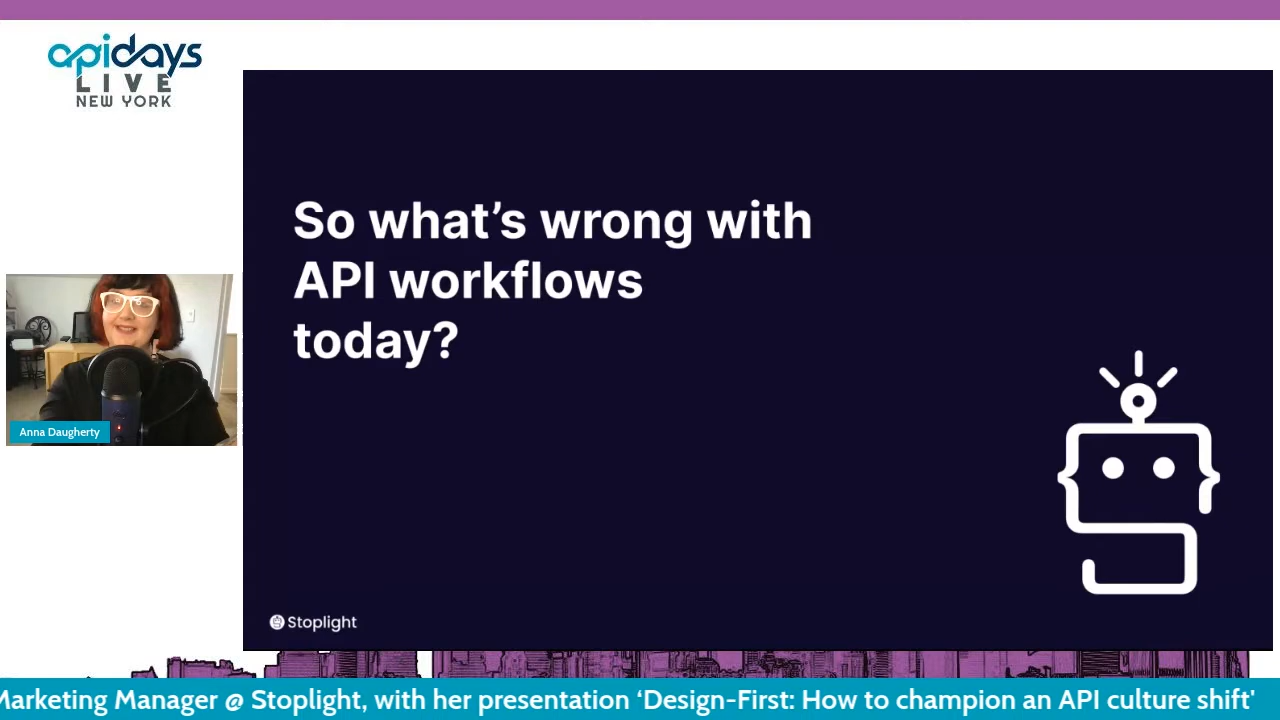 apidays
LIVE
NEW YORK
So what’s wrong with
API workflows
today?
Anna Daugherty
Stoplight
Marketing Manager @ Stoplight, with her presentation ‘Design-First: How to champion an API culture shift'